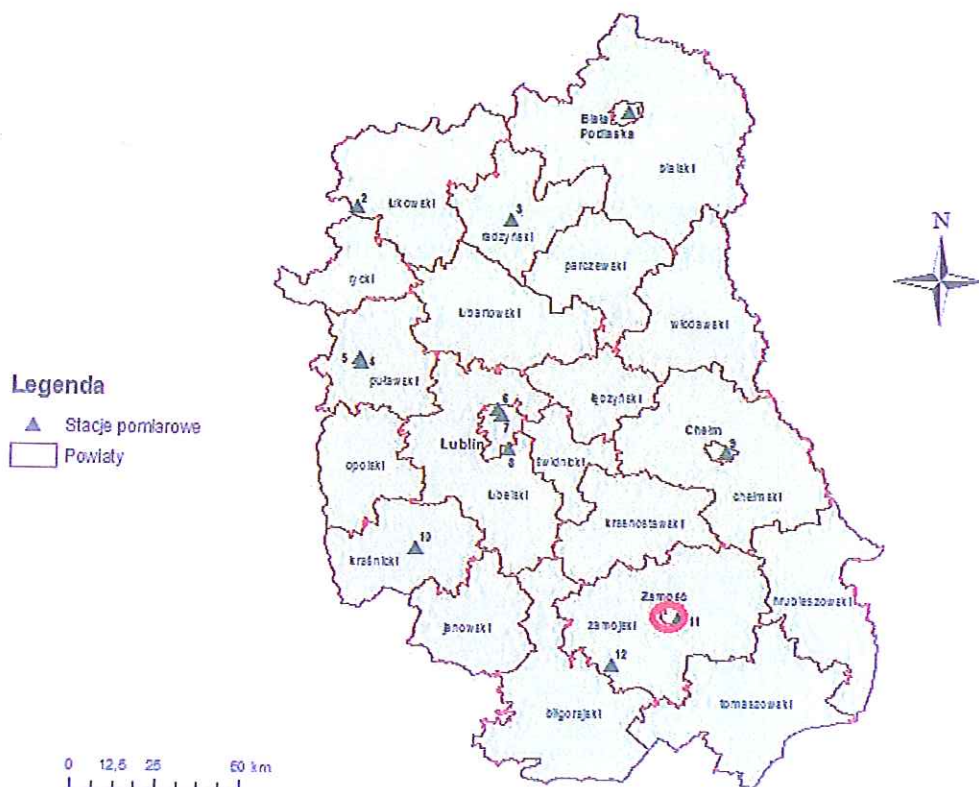 1
Biała
Podlaska
bialski
2
łukowski
3
radzyński
N
parczewski
rycki
lubartowski
włodawski
5 4
puławski
Legenda
Stacje pomiarowe
Powiaty
6
7
łęczyński
Lublin
8
świdnicki
Chełm
9
opolski
chełmski
lubelski
krasnostawski
10
kraśnicki
Zamość
hrubieszowski
janowski
zamojski
11
12
biłgorajski
tomaszowski
0 12,5 25 50 km